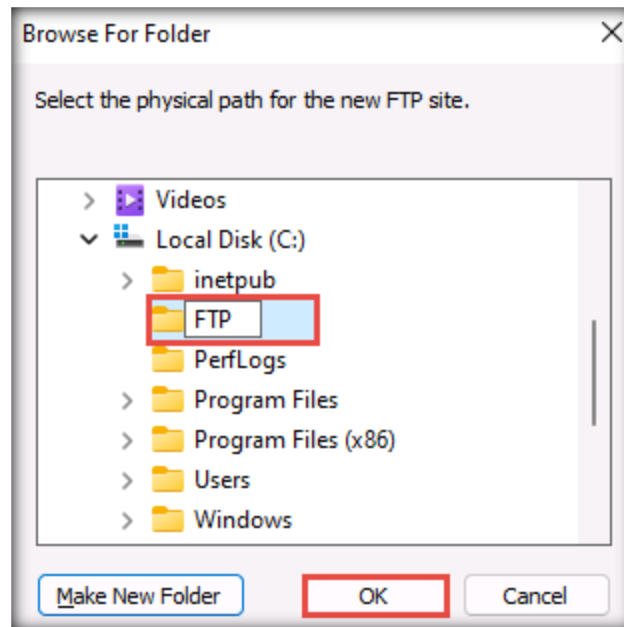 Browse For Folder
Select the physical path for the new FTP site.
Videos
Local Disk (C:)
inetpub
FTP
PerfLogs
Program Files
Program Files (x86)
Users
Windows
Make New Folder OK Cancel